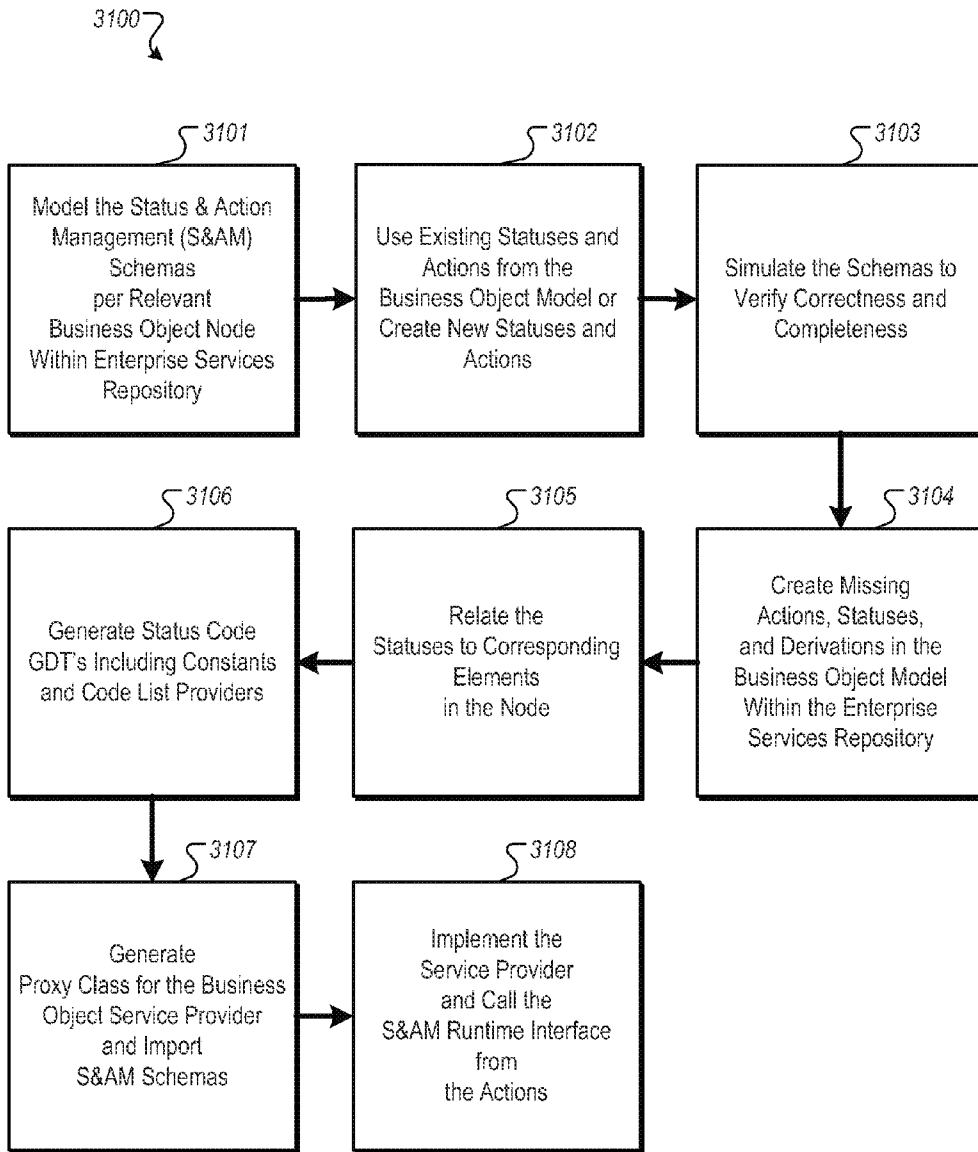 3100
3101
Model the Status & Action
Management (S&AM)
Schemas
per Relevant
Business Object Node
Within Enterprise Services
Repository
3102
Use Existing Statuses and
Actions from the
Business Object Model or
Create New Statuses and
Actions
3103
Simulate the Schemas to
Verify Correctness and
Completeness
3104
Create Missing
Actions, Statuses,
and Derivations in the
Business Object Model
Within the Enterprise
Services Repository
3105
Relate the
Statuses to Corresponding
Elements
in the Node
3106
Generate Status Code
GDT's Including Constants
and Code List Providers
3107
Generate
Proxy Class for the Business
Object Service Provider
and Import
S&AM Schemas
3108
Implement the
Service Provider
and Call the
S&AM Runtime Interface
from
the Actions